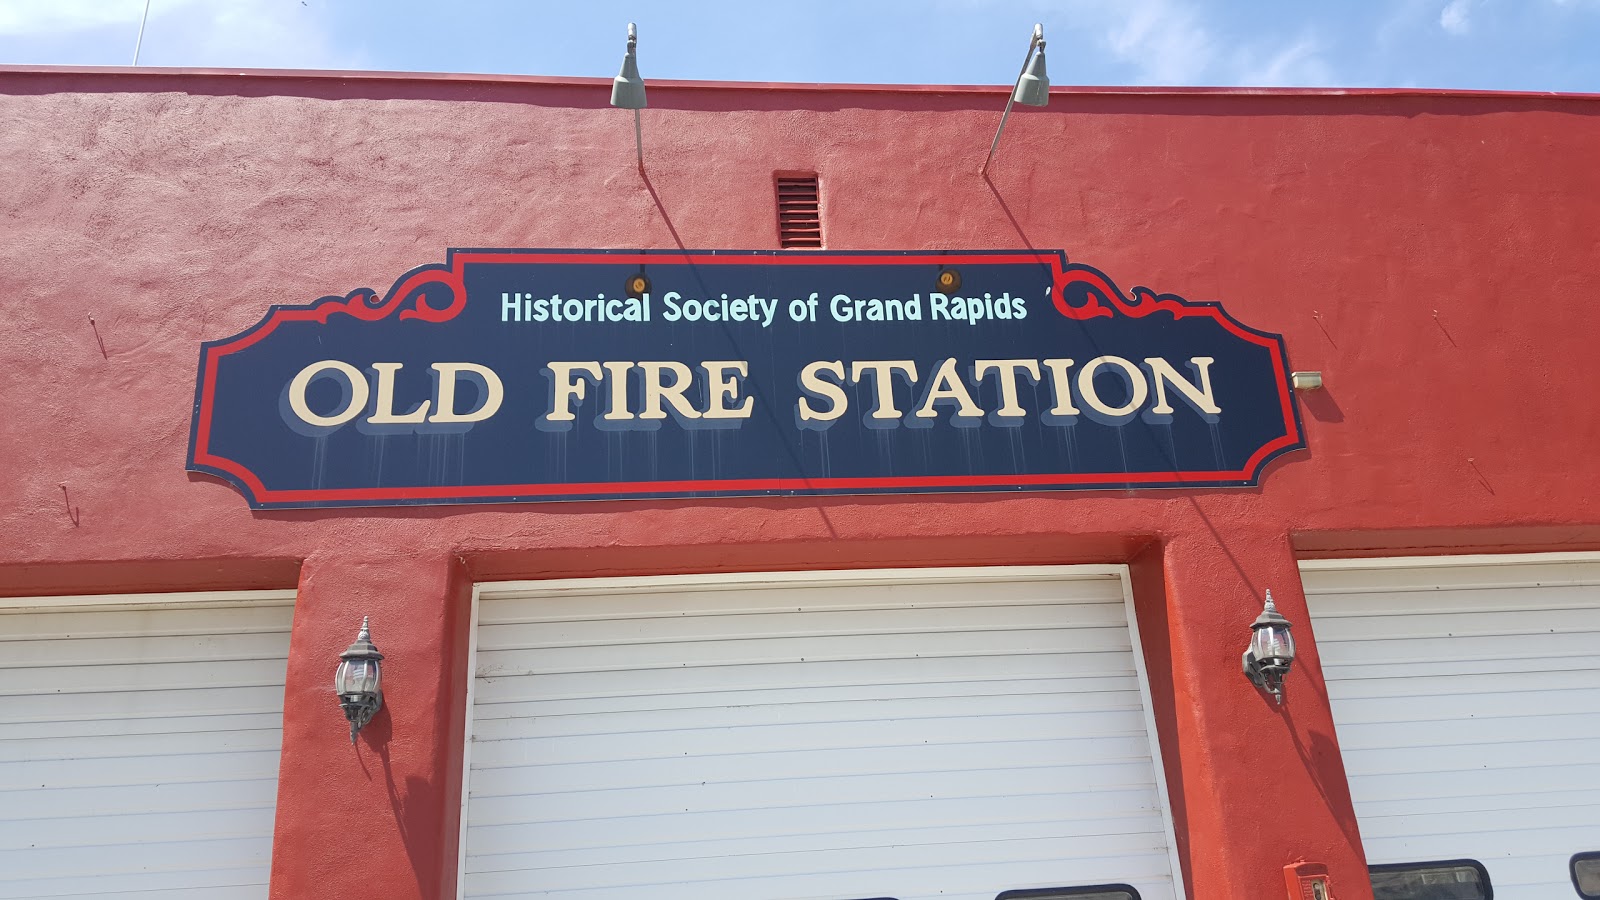 Historical Society of Grand Rapids
OLD FIRE STATION